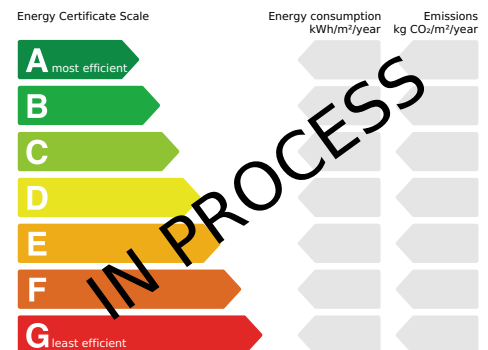 Energy Certificate Scale
Energy consumption
kWh/m²/year
Emissions
kg CO₂/m²/year
A most efficient
B
C
D
E
F
G least efficient
IN PROCESS